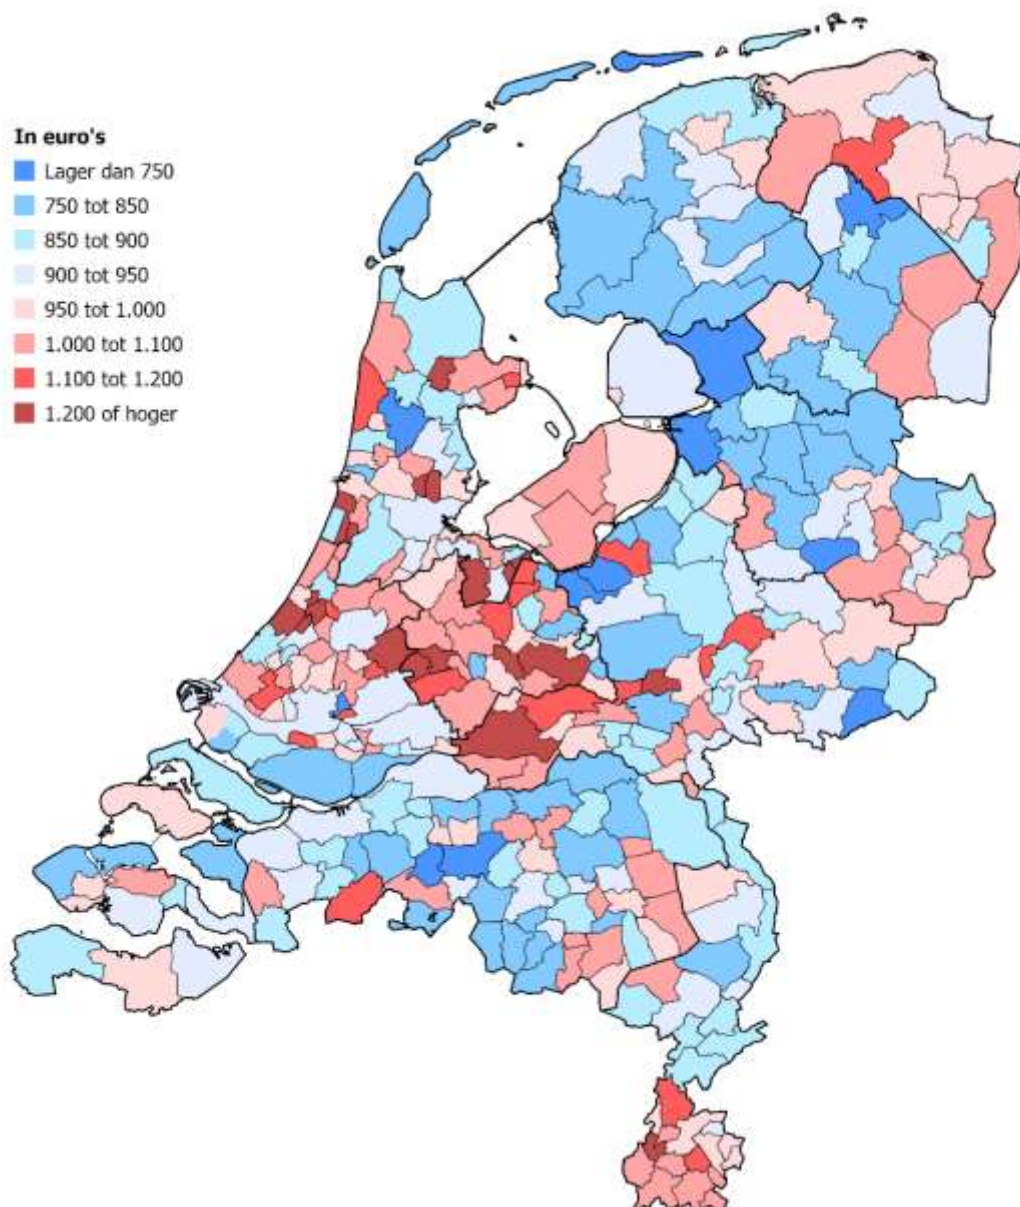 In euro's
Lager dan 750
750 tot 850
850 tot 900
900 tot 950
950 tot 1.000
1.000 tot 1.100
1.100 tot 1.200
1.200 of hoger